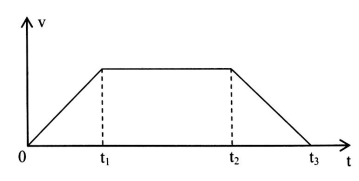 v
0 t₁ t₂ t₃ t